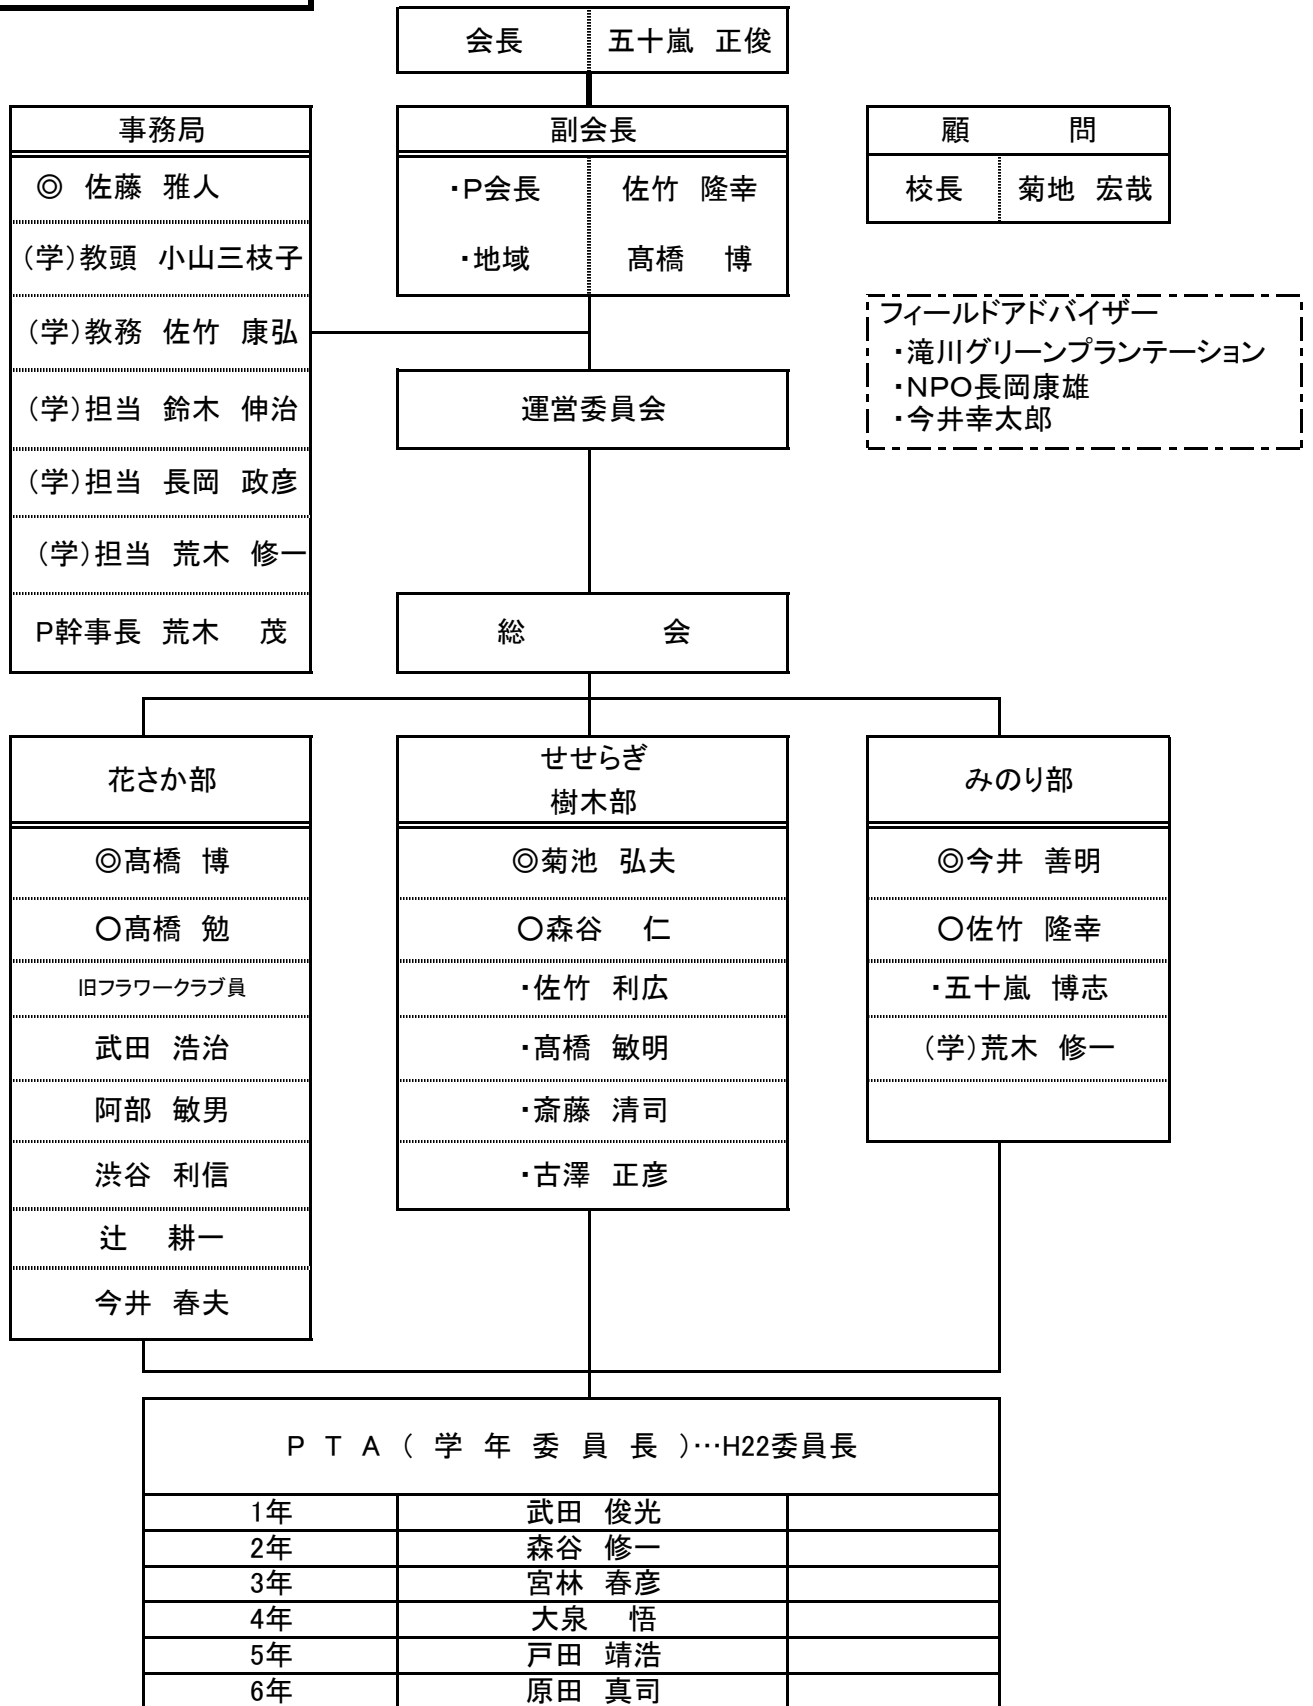 会長　五十嵐　正俊
事務局
◎　佐藤　雅人
（学）教頭　小山三枝子
（学）教務　佐竹　康弘
（学）担当　鈴木　伸治
（学）担当　長岡　政彦
（学）担当　荒木　修一
P幹事長　荒木　　茂
副会長
・P会長　佐竹　隆幸
・地域　髙橋　　博
顧　　　問
校長　菊地　宏哉
フィールドアドバイザー
・滝川グリーンプランテーション
・NPO長岡康雄
・今井幸太郎
運営委員会
総　　　　　会
花さか部
◎髙橋　博
○髙橋　勉
旧フラワークラブ員
武田　浩治
阿部　敏男
渋谷　利信
辻　　耕一
今井　春夫
せせらぎ
樹木部
◎菊池　弘夫
○森谷　　仁
・佐竹　利広
・髙橋　敏明
・斎藤　清司
・古澤　正彦
みのり部
◎今井　善明
○佐竹　隆幸
・五十嵐　博志
（学）荒木　修一
P　T　A　（　学　年　委　員　長　）…H22委員長
1年　武田　俊光
2年　森谷　修一
3年　宮林　春彦
4年　大泉　　悟
5年　戸田　靖浩
6年　原田　真司